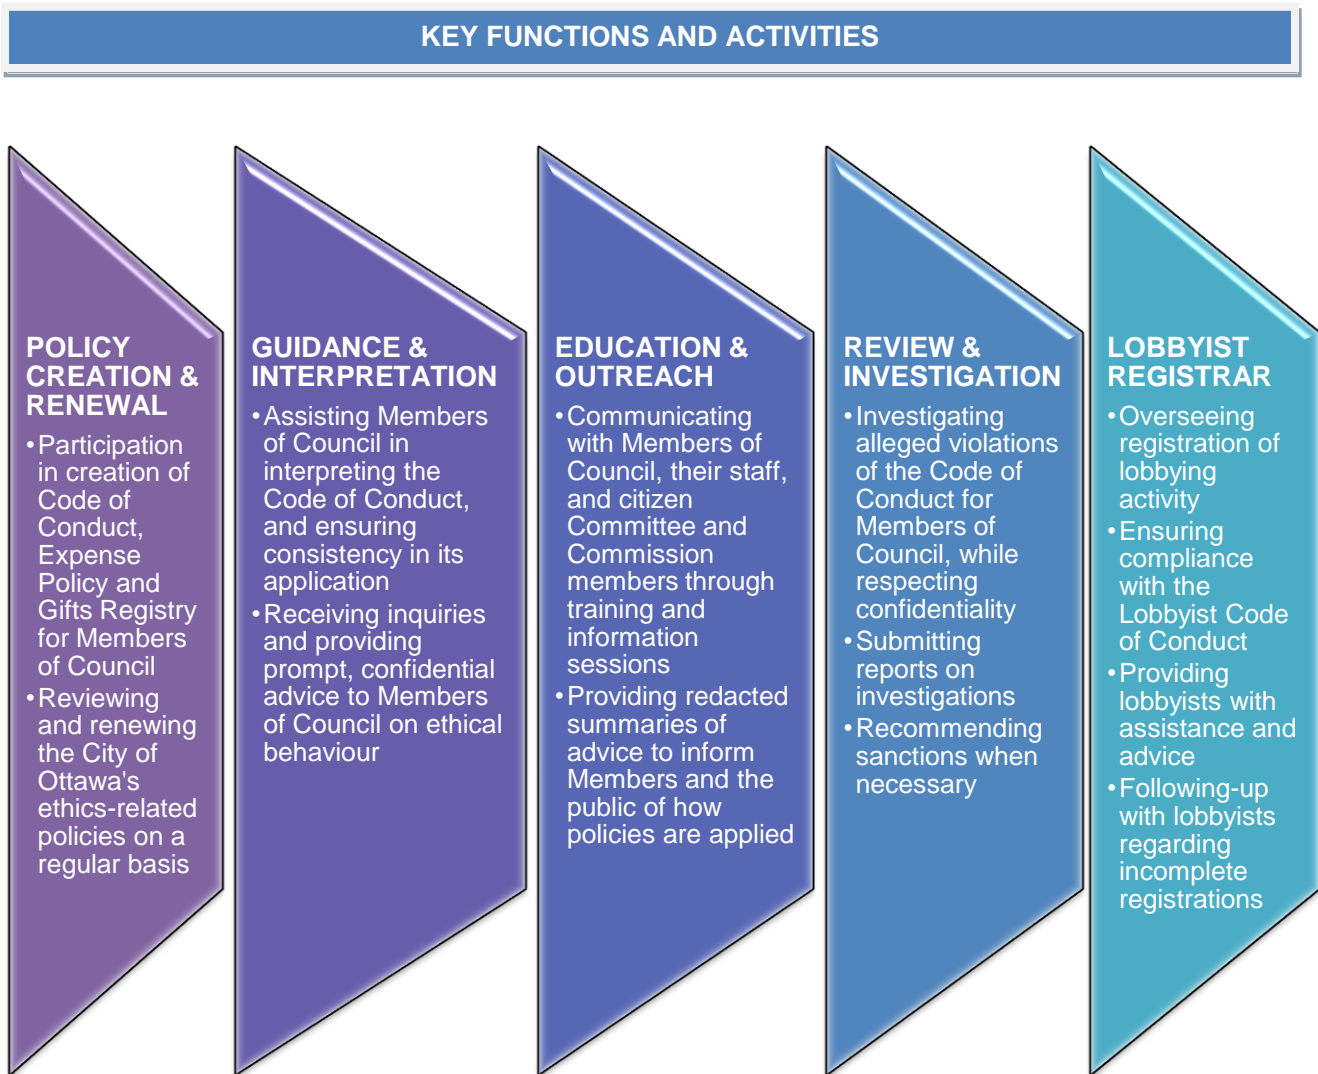 KEY FUNCTIONS AND ACTIVITIES
POLICY
CREATION &
RENEWAL
•Participation
in creation of
Code of
Conduct,
Expense
Policy and
Gifts Registry
for Members
of Council
•Reviewing
and renewing
the City of
Ottawa's
ethics-related
policies on a
regular basis
GUIDANCE &
INTERPRETATION
•Assisting Members
of Council in
interpreting the
Code of Conduct,
and ensuring
consistency in its
application
•Receiving inquiries
and providing
prompt, confidential
advice to Members
of Council on ethical
behaviour
EDUCATION &
OUTREACH
•Communicating
with Members of
Council, their staff,
and citizen
Committee and
Commission
members through
training and
information
sessions
•Providing redacted
summaries of
advice to inform
Members and the
public of how
policies are applied
REVIEW &
INVESTIGATION
•Investigating
alleged violations
of the Code of
Conduct for
Members of
Council, while
respecting
confidentiality
•Submitting
reports on
investigations
•Recommending
sanctions when
necessary
LOBBYIST
REGISTRAR
•Overseeing
registration of
lobbying
activity
•Ensuring
compliance
with the
Lobbyist Code
of Conduct
•Providing
lobbyists with
assistance and
advice
•Following-up
with lobbyists
regarding
incomplete
registrations